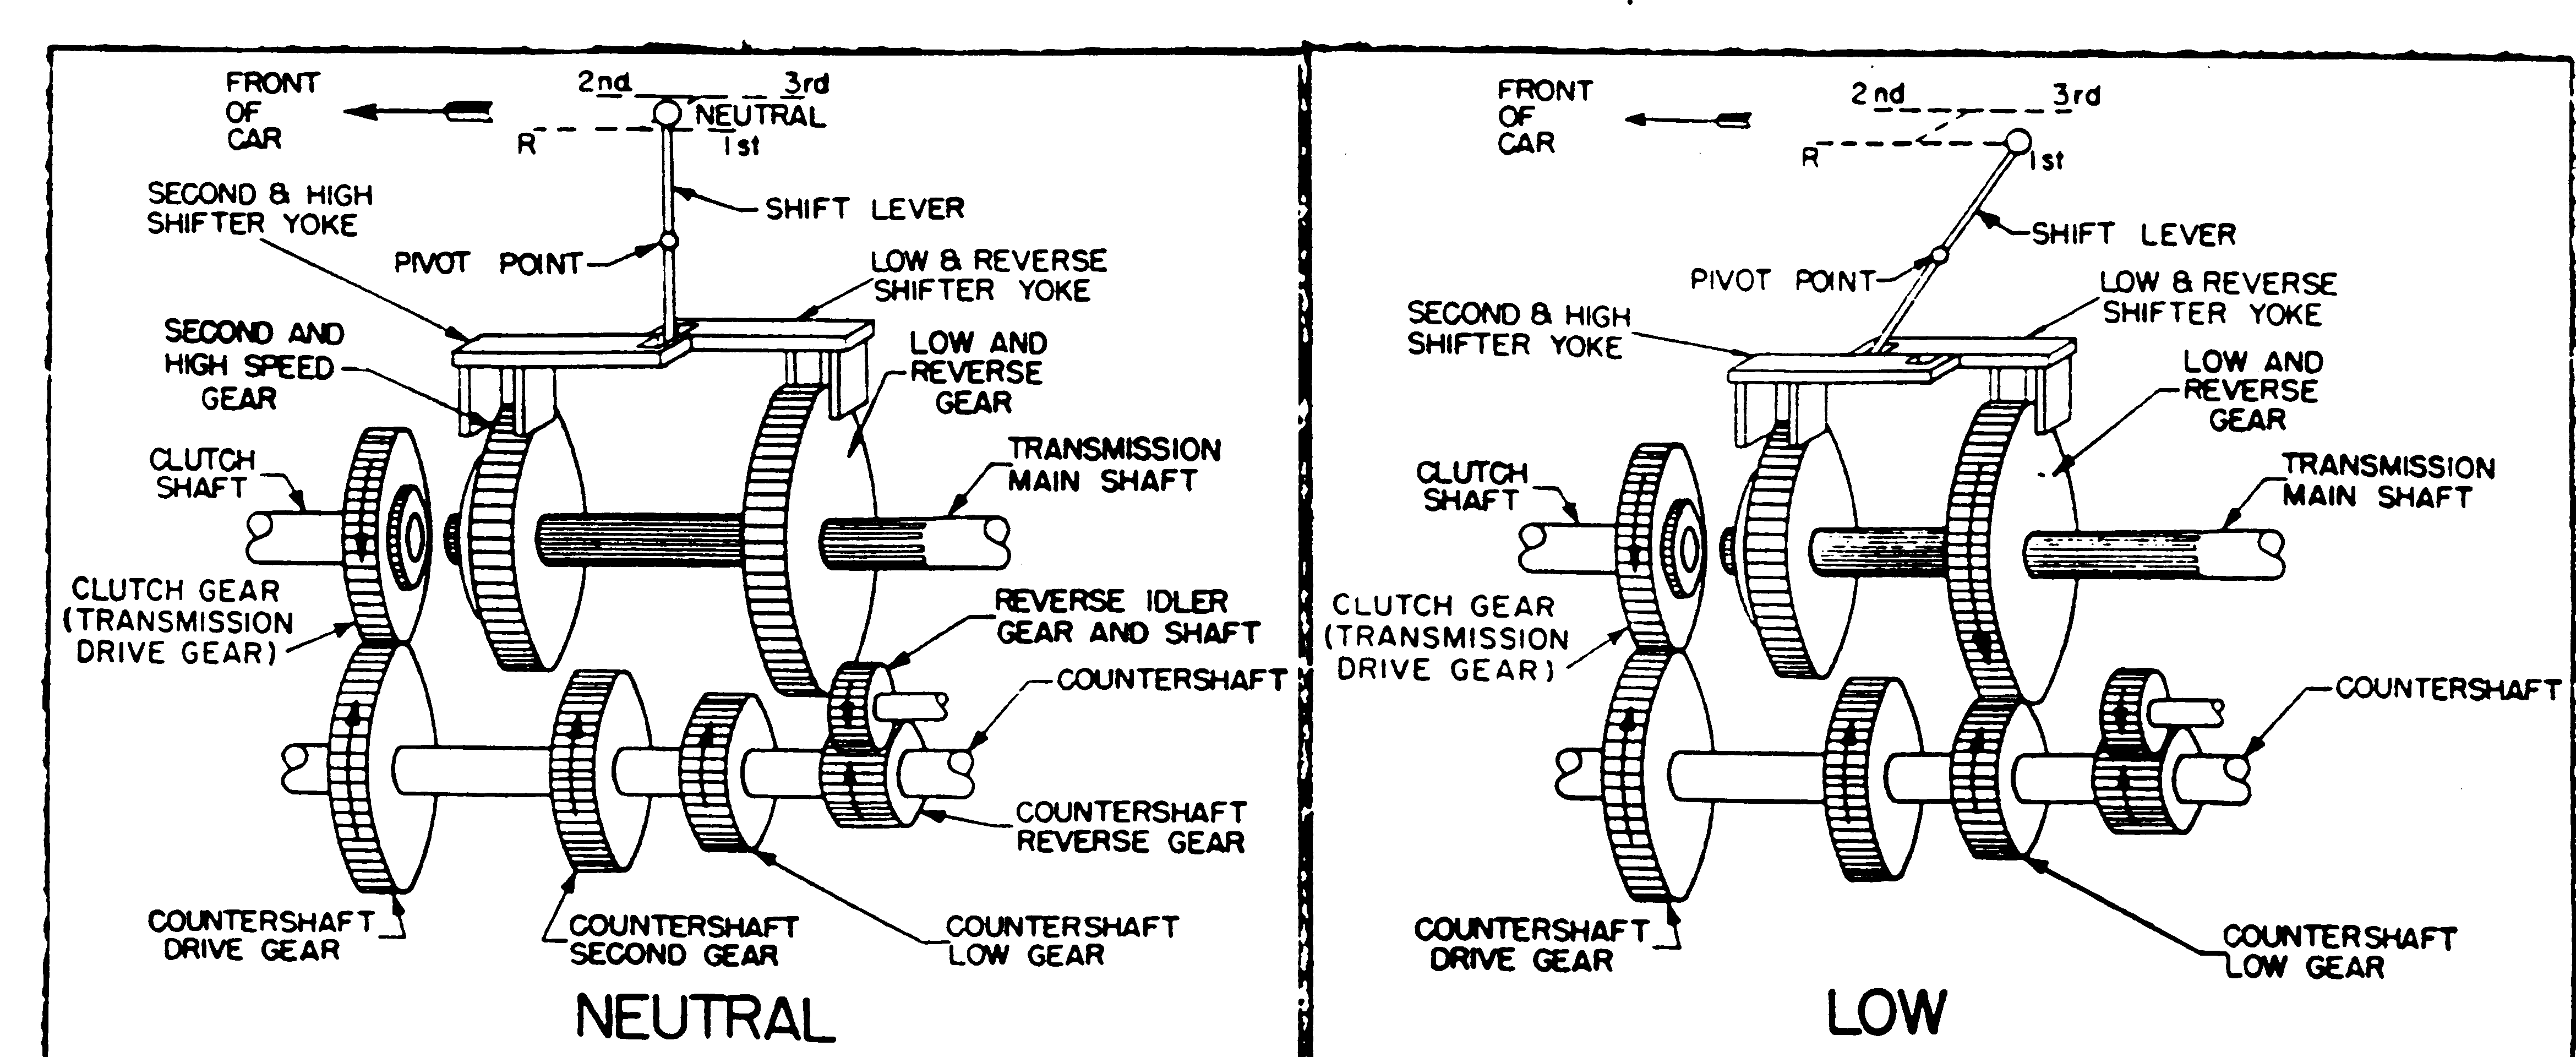 FRONT
OF
CAR
2nd
3rd
NEUTRAL
R
1st
SECOND & HIGH
SHIFTER YOKE
SHIFT LEVER
PIVOT POINT
LOW & REVERSE
SHIFTER YOKE
SECOND AND
HIGH SPEED
GEAR
LOW AND
REVERSE
GEAR
CLUTCH
SHAFT
TRANSMISSION
MAIN SHAFT
CLUTCH GEAR
(TRANSMISSION
DRIVE GEAR)
REVERSE IDLER
GEAR AND SHAFT
COUNTERSHAFT
COUNTERSHAFT
REVERSE GEAR
COUNTERSHAFT
DRIVE GEAR
COUNTERSHAFT
SECOND GEAR
COUNTERSHAFT
LOW GEAR
NEUTRAL
FRONT
OF
CAR
2nd
3rd
R
1st
SHIFT LEVER
PIVOT POINT
LOW & REVERSE
SHIFTER YOKE
SECOND & HIGH
SHIFTER YOKE
LOW AND
REVERSE
GEAR
CLUTCH
SHAFT
TRANSMISSION
MAIN SHAFT
CLUTCH GEAR
(TRANSMISSION
DRIVE GEAR)
COUNTERSHAFT
COUNTERSHAFT
DRIVE GEAR
COUNTERSHAFT
LOW GEAR
LOW